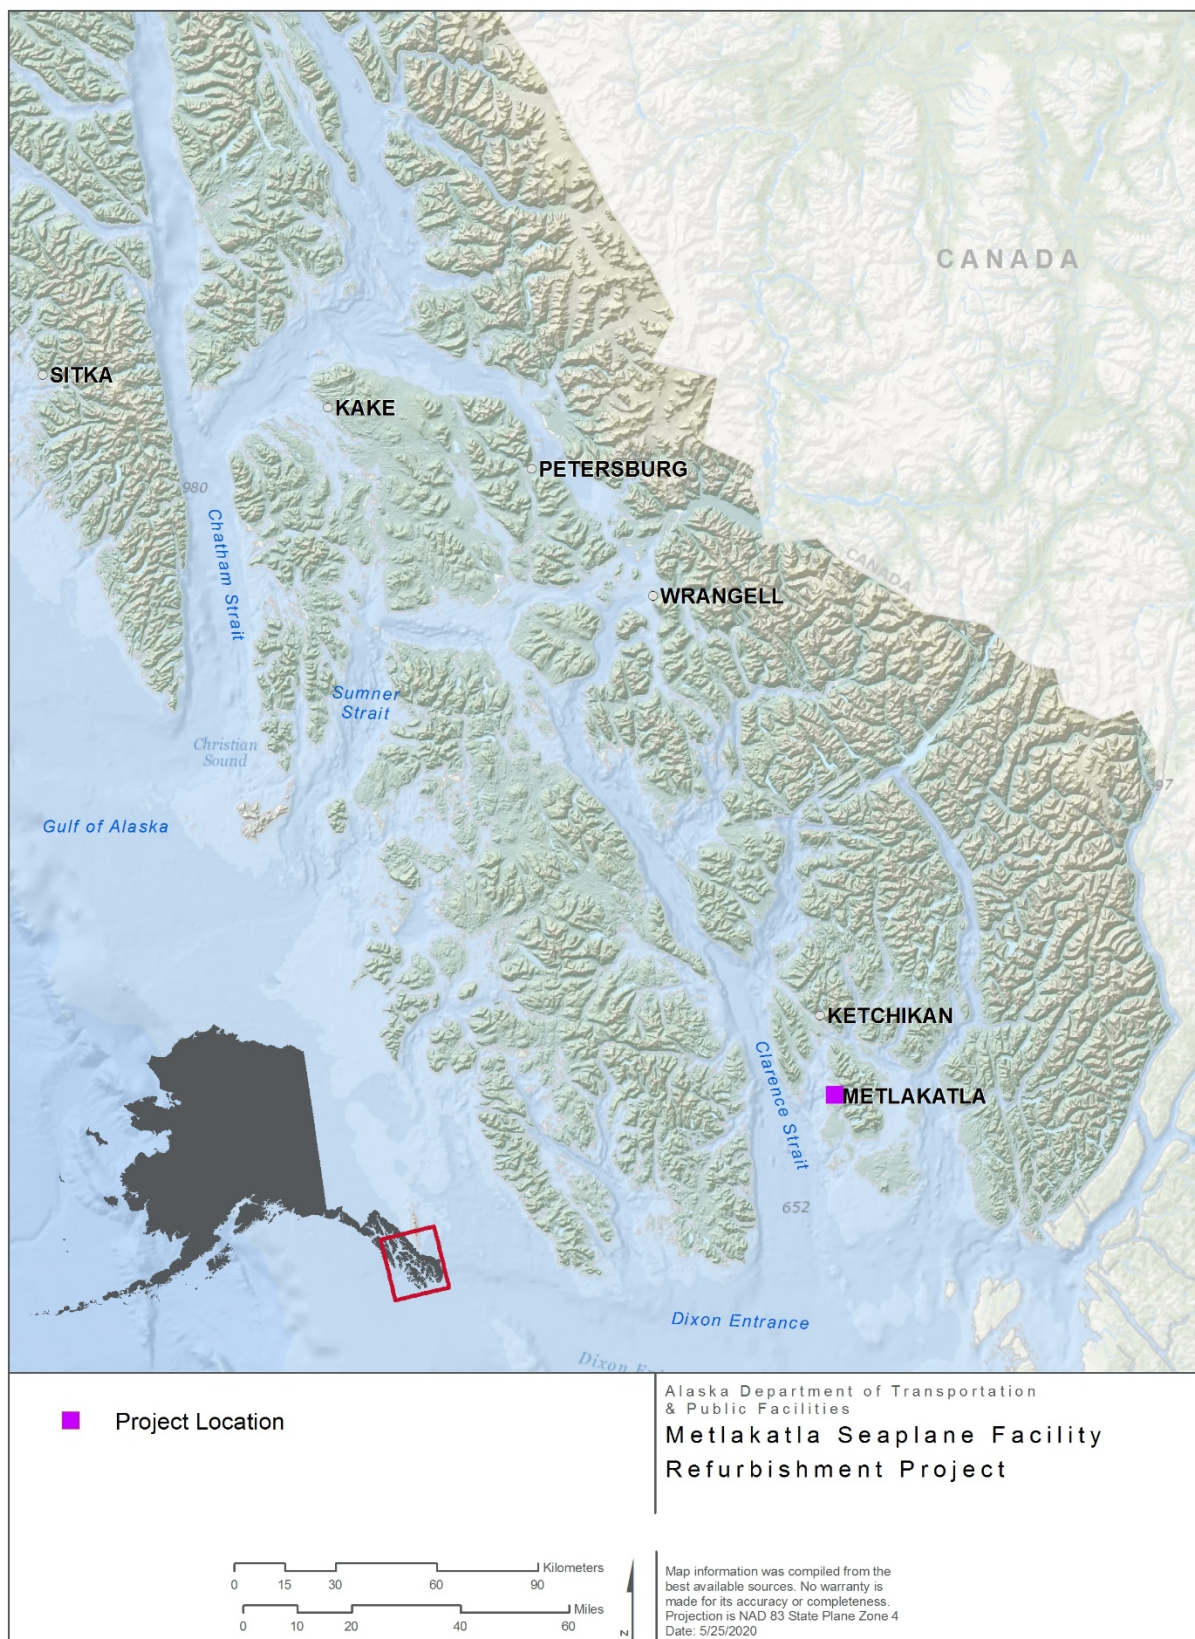 CANADA
SITKA
KAKE
PETERSBURG
980
Chatham Strait
CANADA
WRANGELL
Sumner
Strait
Christian
Sound
97
Gulf of Alaska
KETCHIKAN
Clarence Strait
METLAKATLA
652
Dixon Entrance
Dixon
Project Location
Alaska Department of Transportation
& Public Facilities
Metlakatla Seaplane Facility
Refurbishment Project
Kilometers
0 15 30 60 90
Miles
0 10 20 40 60
N
Map information was compiled from the
best available sources. No warranty is
made for its accuracy or completeness.
Projection is NAD 83 State Plane Zone 4
Date: 5/25/2020